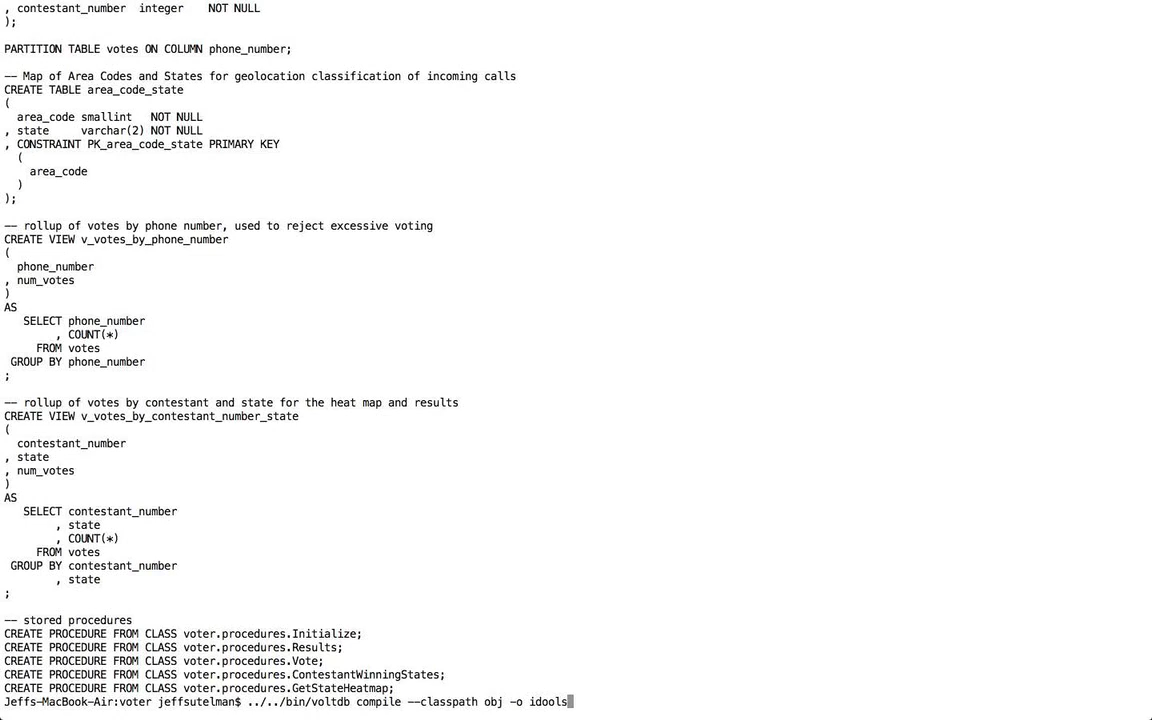 , contestant_number  integer    NOT NULL
);

PARTITION TABLE votes ON COLUMN phone_number;

-- Map of Area Codes and States for geolocation classification of incoming calls
CREATE TABLE area_code_state
(
  area_code smallint   NOT NULL
, state     varchar(2) NOT NULL
, CONSTRAINT PK_area_code_state PRIMARY KEY
  (
    area_code
  )
);

-- rollup of votes by phone number, used to reject excessive voting
CREATE VIEW v_votes_by_phone_number
(
  phone_number
, num_votes
)
AS
   SELECT phone_number
        , COUNT(*)
     FROM votes
 GROUP BY phone_number
;

-- rollup of votes by contestant and state for the heat map and results
CREATE VIEW v_votes_by_contestant_number_state
(
  contestant_number
, state
, num_votes
)
AS
   SELECT contestant_number
        , state
        , COUNT(*)
     FROM votes
 GROUP BY contestant_number
        , state
;

-- stored procedures
CREATE PROCEDURE FROM CLASS voter.procedures.Initialize;
CREATE PROCEDURE FROM CLASS voter.procedures.Results;
CREATE PROCEDURE FROM CLASS voter.procedures.Vote;
CREATE PROCEDURE FROM CLASS voter.procedures.ContestantWinningStates;
CREATE PROCEDURE FROM CLASS voter.procedures.GetStateHeatmap;
Jeffs-MacBook-Air:voter jeffsutelman$ ../../bin/voltdb compile --classpath obj -o idools